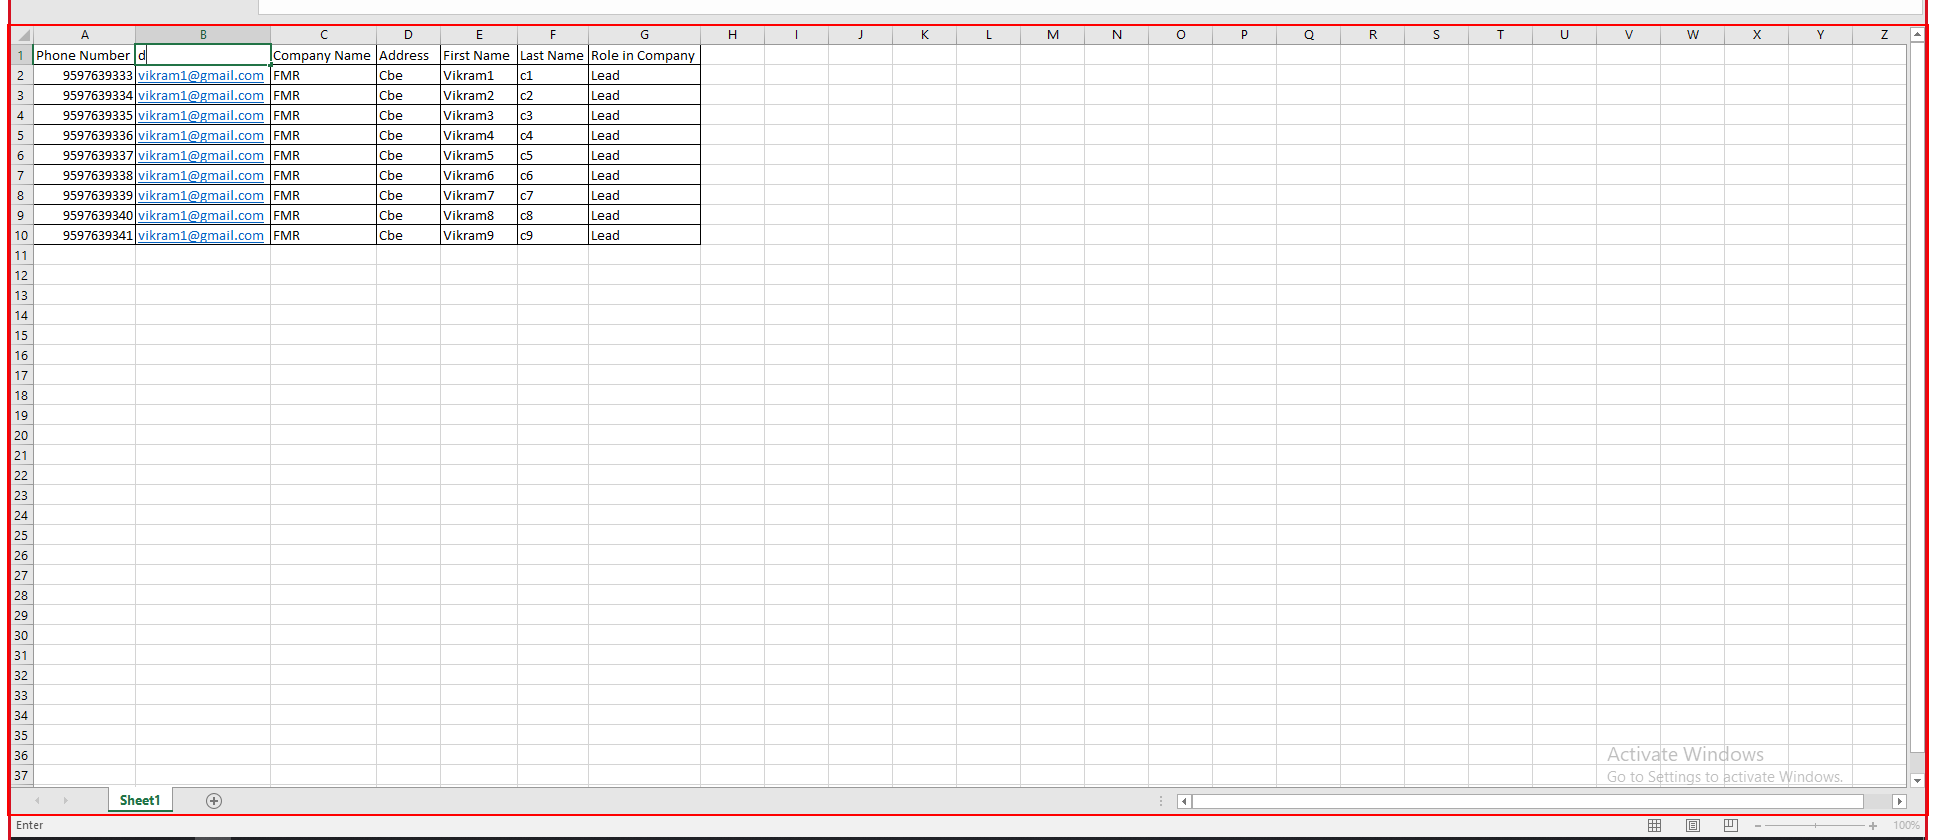 A B C D E F G H I J K L M N O P Q R S T U V W X Y Z
1 Phone Number d Company Name Address First Name Last Name Role in Company
2 9597639333 vikram1@gmail.com FMR Cbe Vikram1 c1 Lead
3 9597639334 vikram1@gmail.com FMR Cbe Vikram2 c2 Lead
4 9597639335 vikram1@gmail.com FMR Cbe Vikram3 c3 Lead
5 9597639336 vikram1@gmail.com FMR Cbe Vikram4 c4 Lead
6 9597639337 vikram1@gmail.com FMR Cbe Vikram5 c5 Lead
7 9597639338 vikram1@gmail.com FMR Cbe Vikram6 c6 Lead
8 9597639339 vikram1@gmail.com FMR Cbe Vikram7 c7 Lead
9 9597639340 vikram1@gmail.com FMR Cbe Vikram8 c8 Lead
10 9597639341 vikram1@gmail.com FMR Cbe Vikram9 c9 Lead
11
12
13
14
15
16
17
18
19
20
21
22
23
24
25
26
27
28
29
30
31
32
33
34
35
36
37
Activate Windows
Go to Settings to activate Windows.
Sheet1
Enter
100%